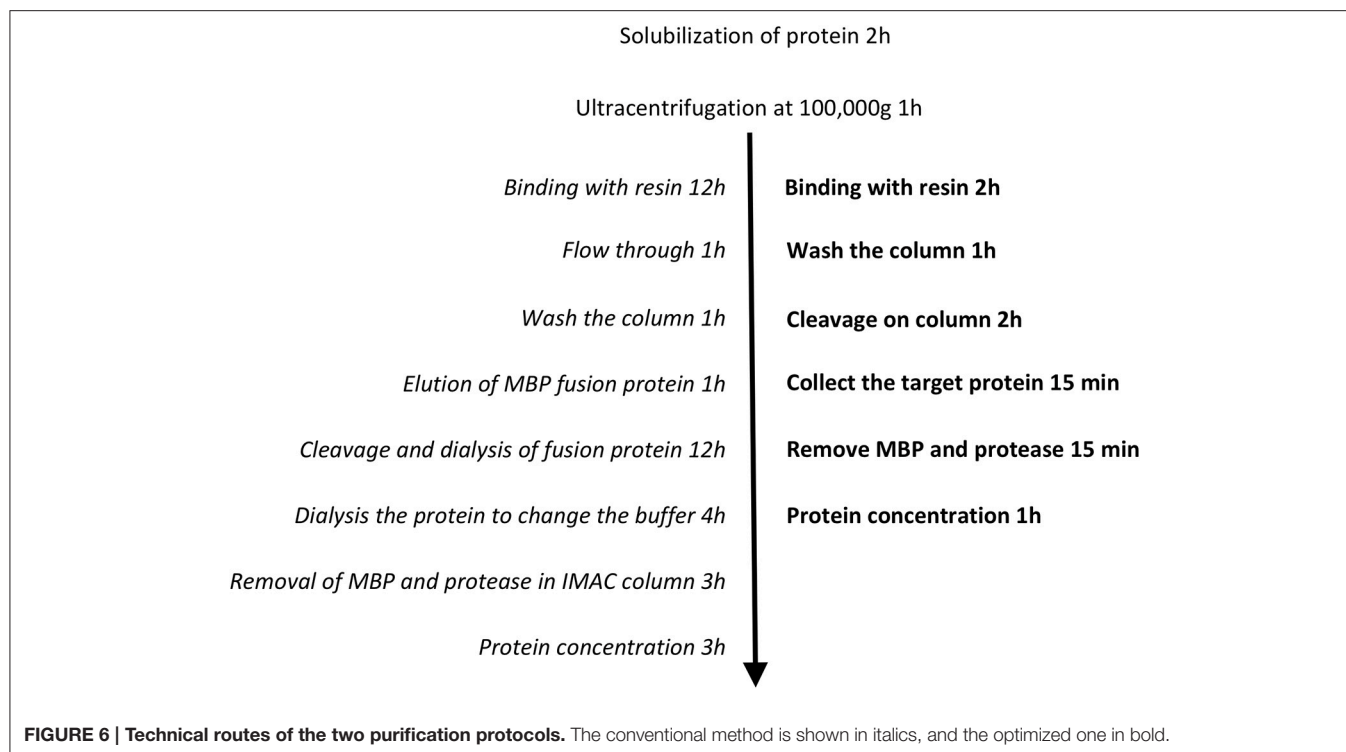 Solubilization of protein 2h
Ultracentrifugation at 100,000g 1h
Binding with resin 12h
Binding with resin 2h
Flow through 1h
Wash the column 1h
Wash the column 1h
Cleavage on column 2h
Elution of MBP fusion protein 1h
Collect the target protein 15 min
Cleavage and dialysis of fusion protein 12h
Remove MBP and protease 15 min
Dialysis the protein to change the buffer 4h
Protein concentration 1h
Removal of MBP and protease in IMAC column 3h
Protein concentration 3h
FIGURE 6 | Technical routes of the two purification protocols. The conventional method is shown in italics, and the optimized one in bold.